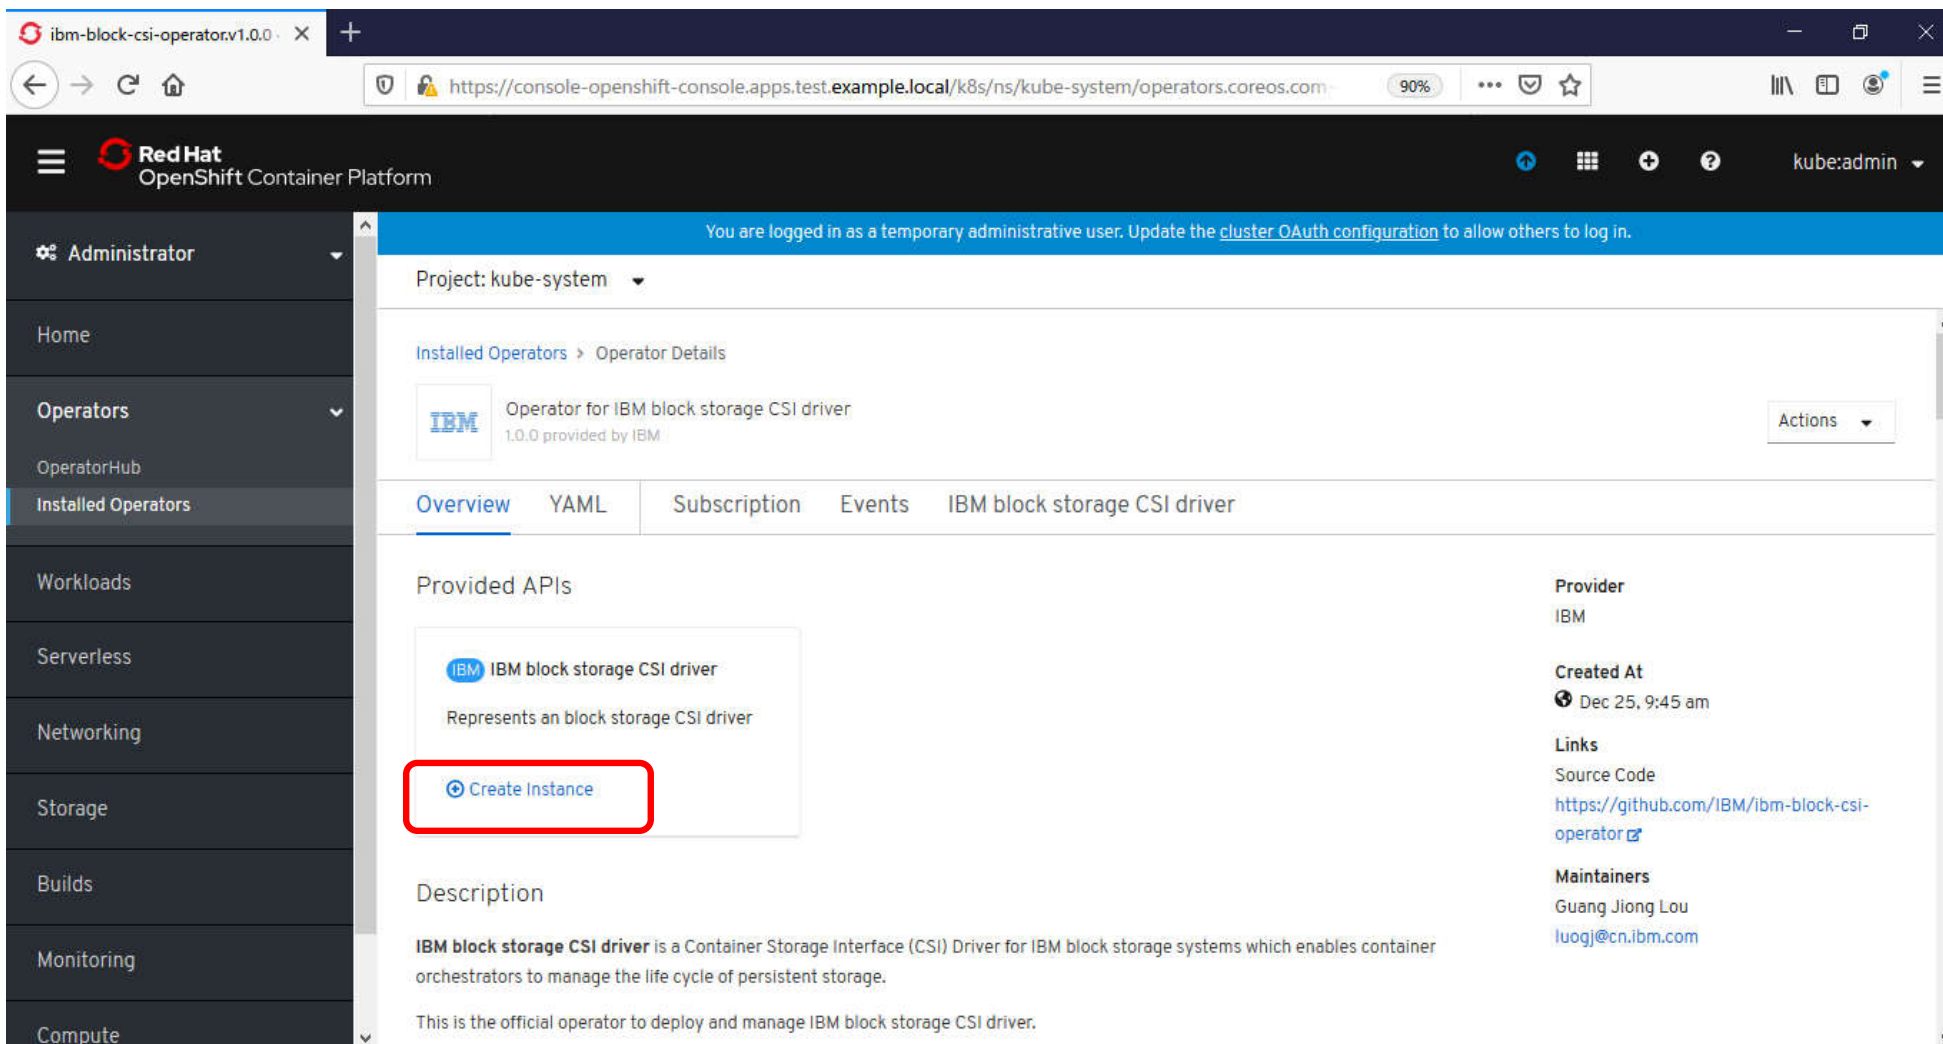 ibm-block-csi-operator.v1.0.0
https://console-openshift-console.apps.test.example.local/k8s/ns/kube-system/operators.coreos.com
90%
Red Hat
OpenShift Container Platform
kube:admin
Administrator
Home
Operators
OperatorHub
Installed Operators
Workloads
Serverless
Networking
Storage
Builds
Monitoring
Compute
You are logged in as a temporary administrative user. Update the cluster OAuth configuration to allow others to log in.
Project: kube-system
Installed Operators > Operator Details
IBM
Operator for IBM block storage CSI driver
1.0.0 provided by IBM
Actions
Overview YAML Subscription Events IBM block storage CSI driver
Provided APIs
IBM IBM block storage CSI driver
Represents an block storage CSI driver
Create Instance
Description
IBM block storage CSI driver is a Container Storage Interface (CSI) Driver for IBM block storage systems which enables container
orchestrators to manage the life cycle of persistent storage.
This is the official operator to deploy and manage IBM block storage CSI driver.
Provider
IBM
Created At
Dec 25, 9:45 am
Links
Source Code
https://github.com/IBM/ibm-block-csi-
operator
Maintainers
Guang Jiong Lou
luogj@cn.ibm.com